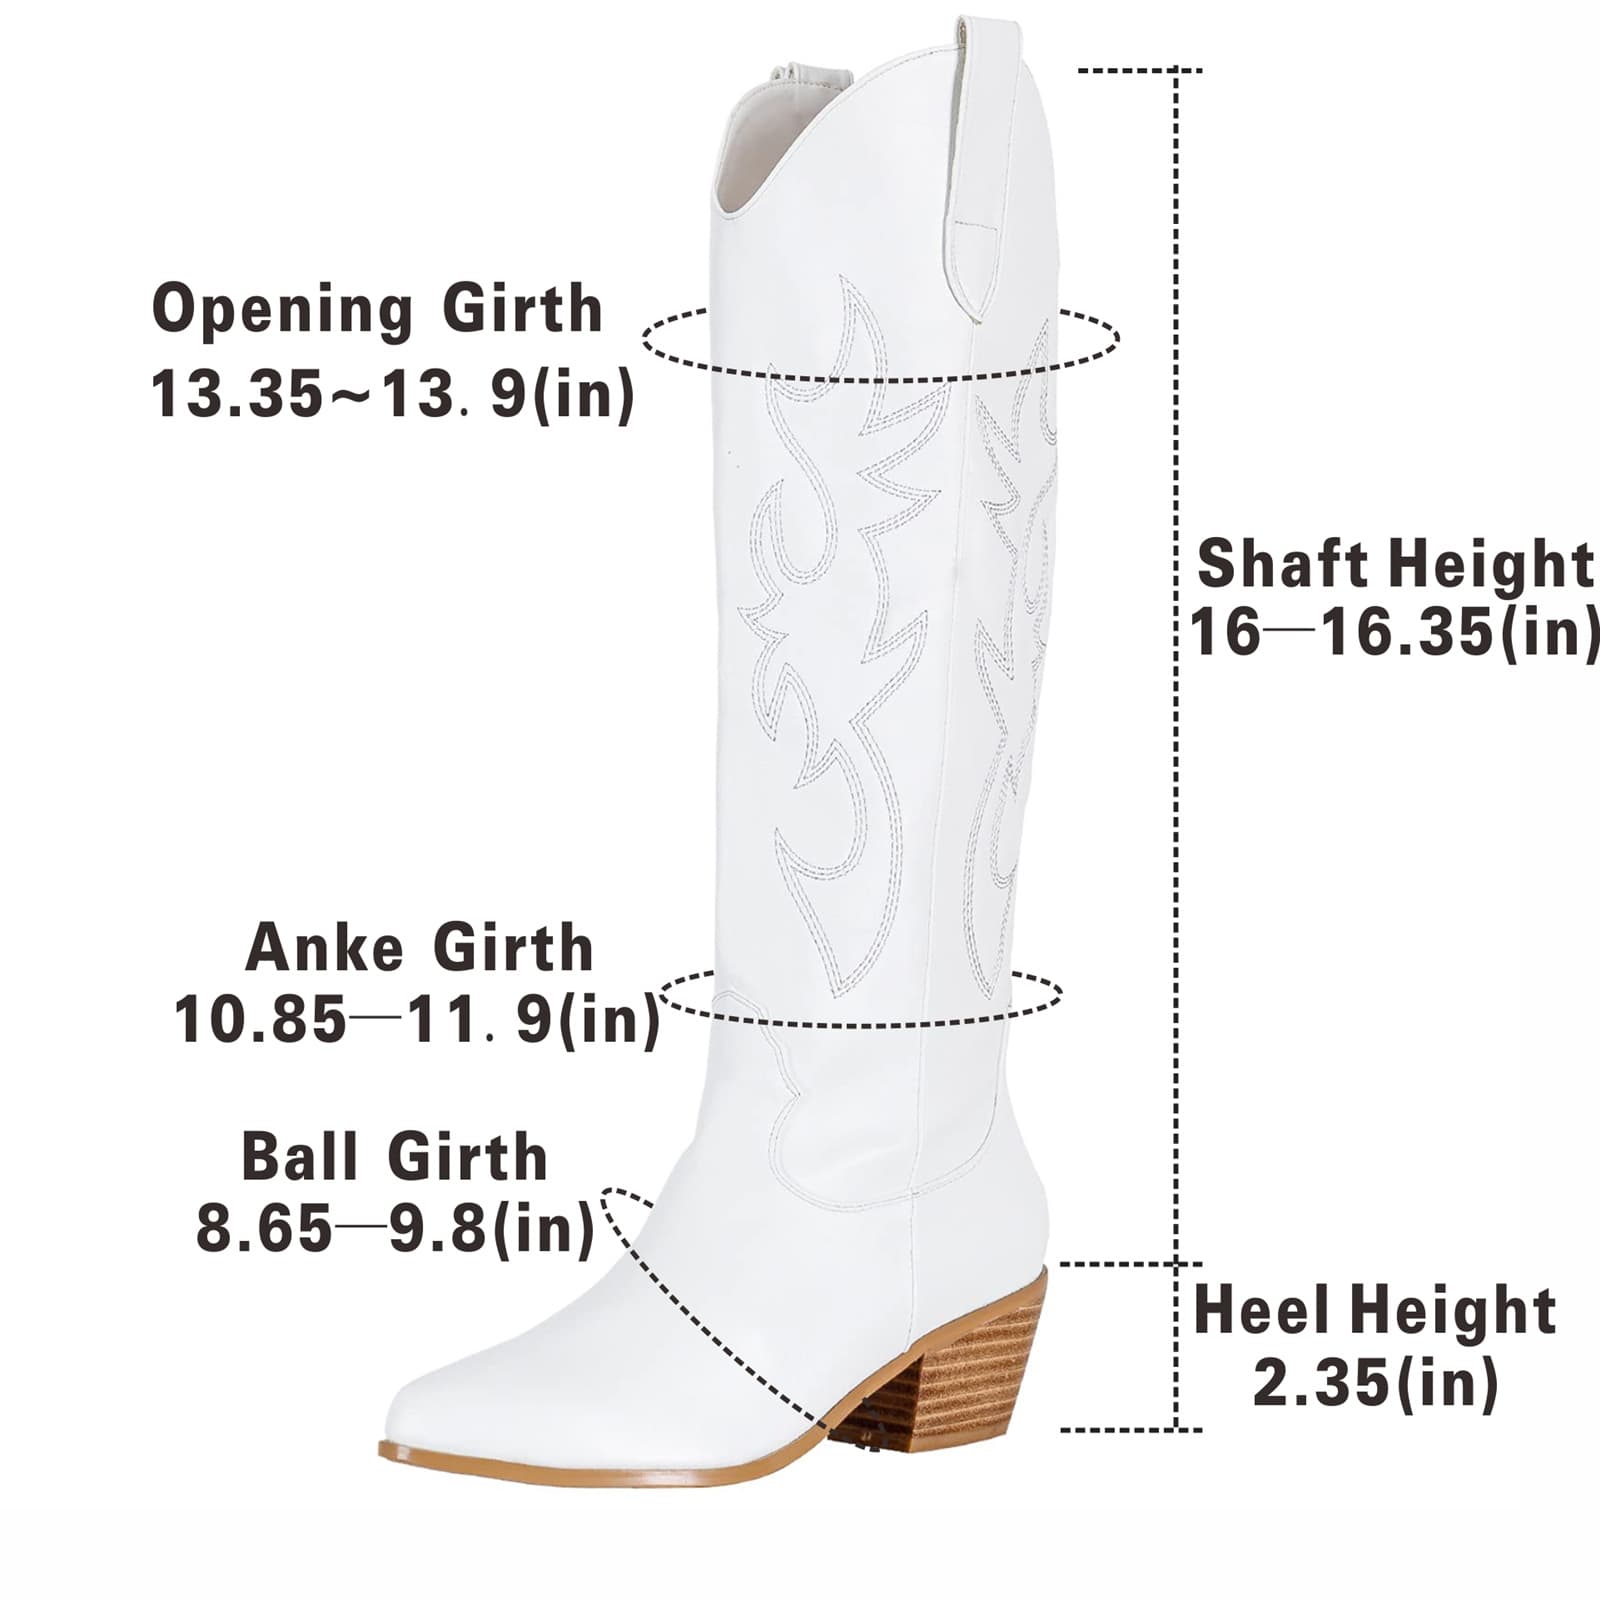 Opening Girth
13.35~13. 9(in)
Shaft Height
16—16.35(in)
Anke Girth
10.85—11. 9(in)
Ball Girth
8.65—9.8(in)
Heel Height
2.35(in)